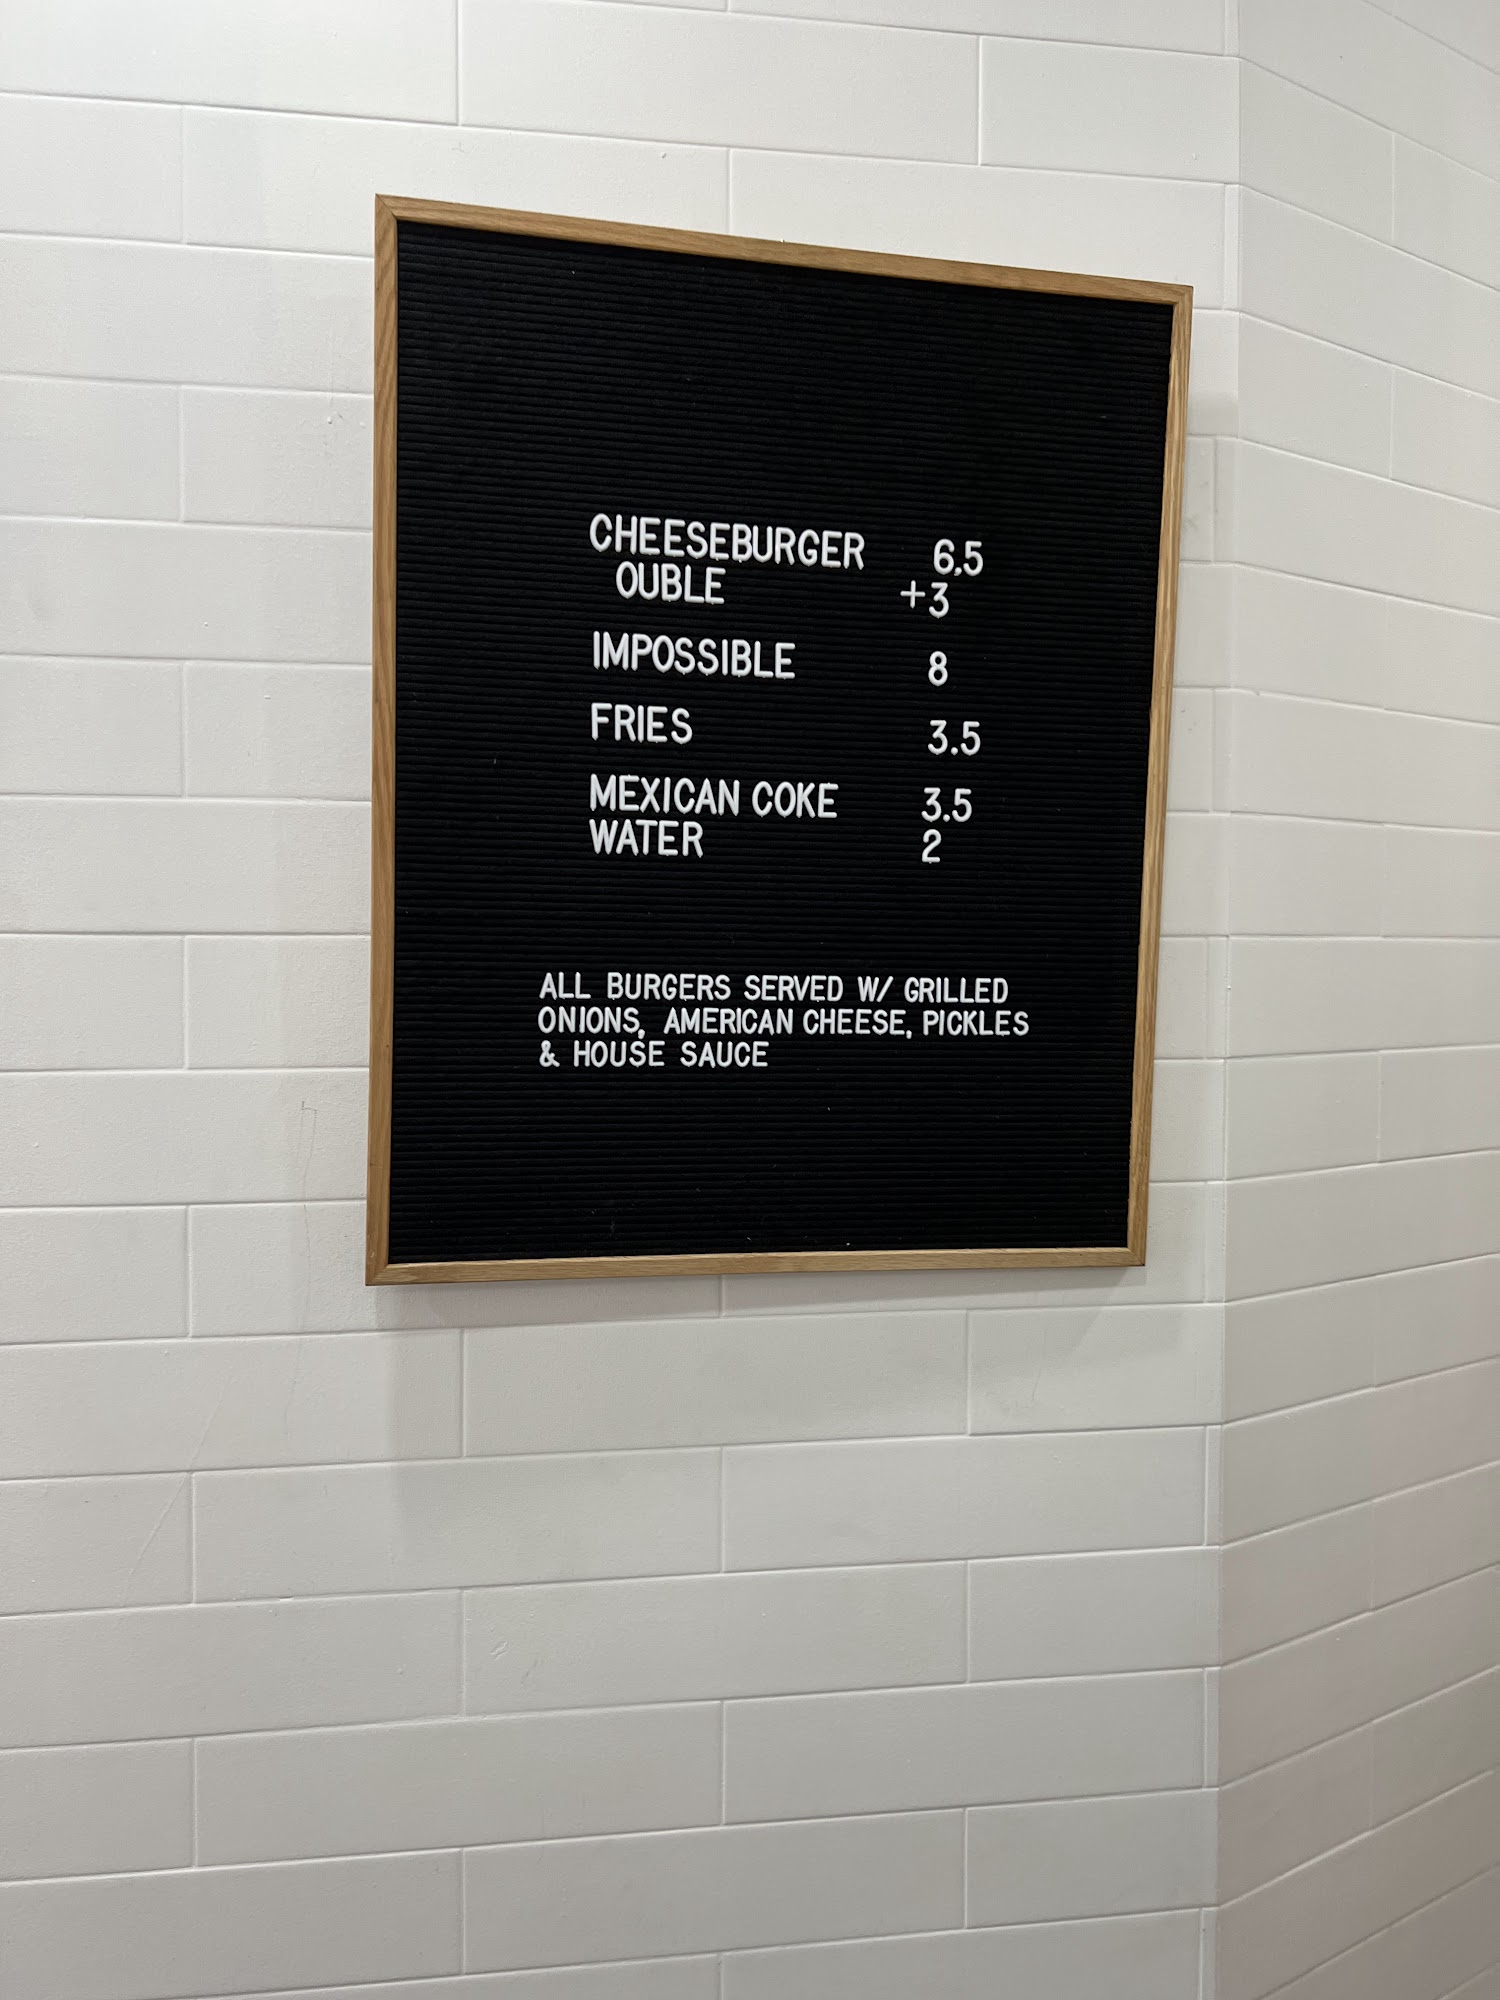 CHEESEBURGER 6.5
OUBLE +3
IMPOSSIBLE 8
FRIES 3.5
MEXICAN COKE 3.5
WATER 2
ALL BURGERS SERVED W/ GRILLED
ONIONS, AMERICAN CHEESE, PICKLES
& HOUSE SAUCE